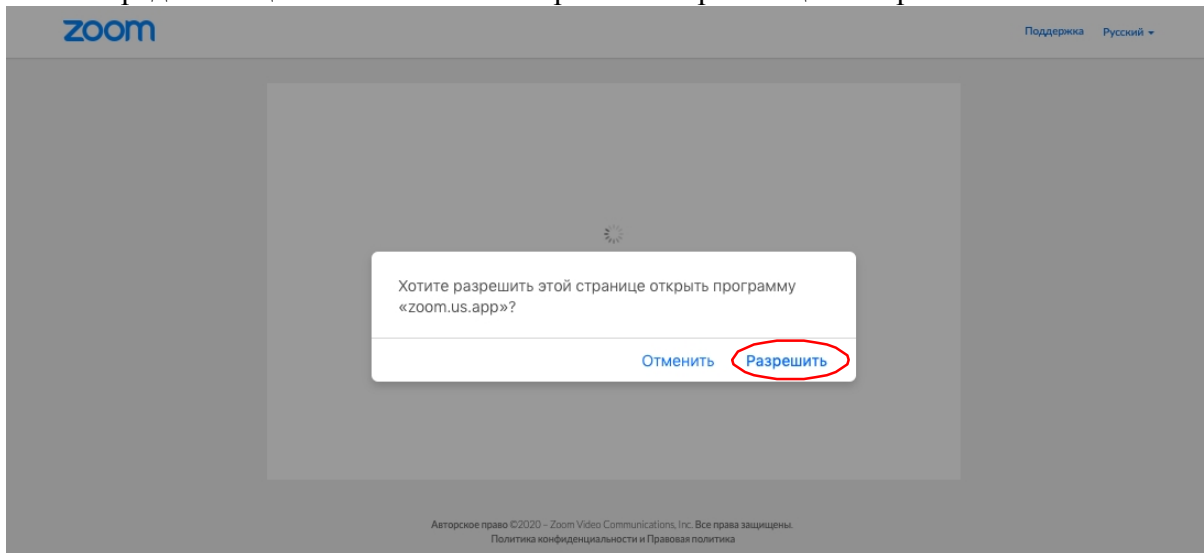 zoom
Поддержка Русский
Хотите разрешить этой странице открыть программу
«zoom.us.app»?
Отменить Разрешить
Авторское право ©2020 – Zoom Video Communications, Inc. Все права защищены.
Политика конфиденциальности и Правовая политика